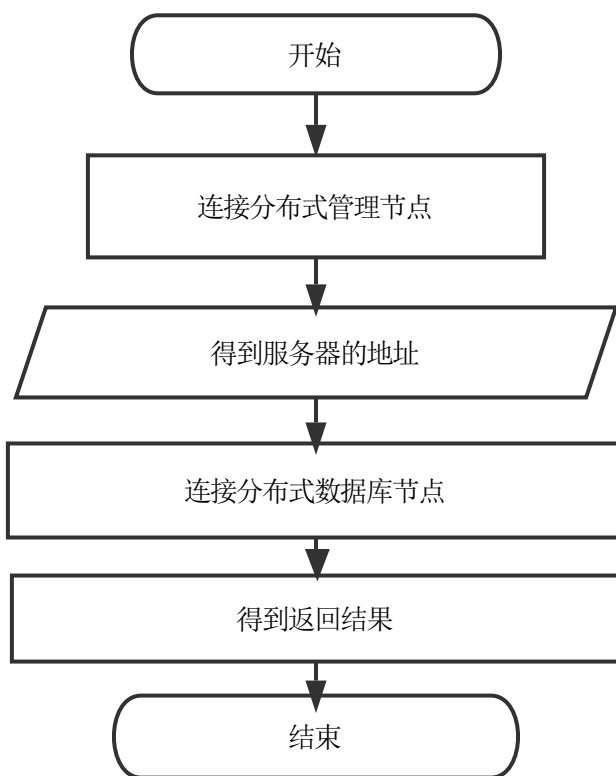 开始
连接分布式管理节点
得到服务器的地址
连接分布式数据库节点
得到返回结果
结束